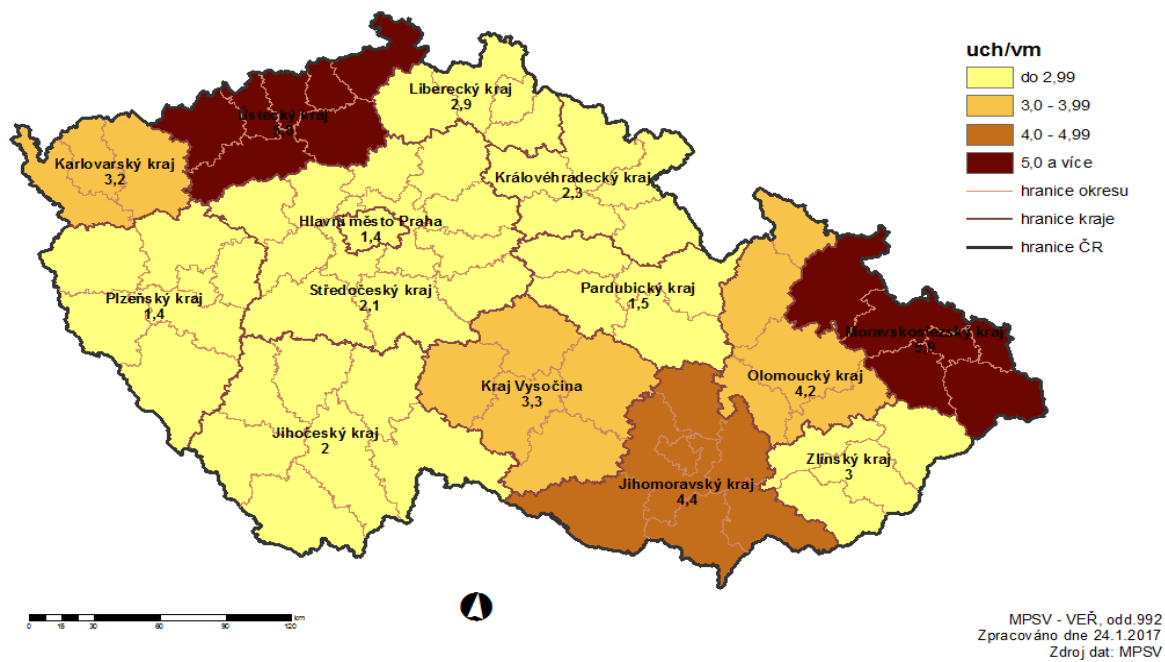 uch/vm
do 2,99
3,0 - 3,99
4,0 - 4,99
5,0 a více
hranice okresu
hranice kraje
hranice ČR
Liberecký kraj
2,9
Ústecký kraj
Karlovarský kraj
3,2
Královéhradecký kraj
2,3
Hlavní město Praha
1,4
Středočeský kraj
2,1
Pardubický kraj
1,5
Plzeňský kraj
1,4
Moravskoslezský kraj
5,9
Olomoucký kraj
4,2
Kraj Vysočina
3,3
Jihočeský kraj
2
Zlínský kraj
3
Jihomoravský kraj
4,4
0 15 30 60 90 120 km
MPSV - VEŘ, odd.992
Zpracováno dne 24.1.2017
Zdroj dat: MPSV